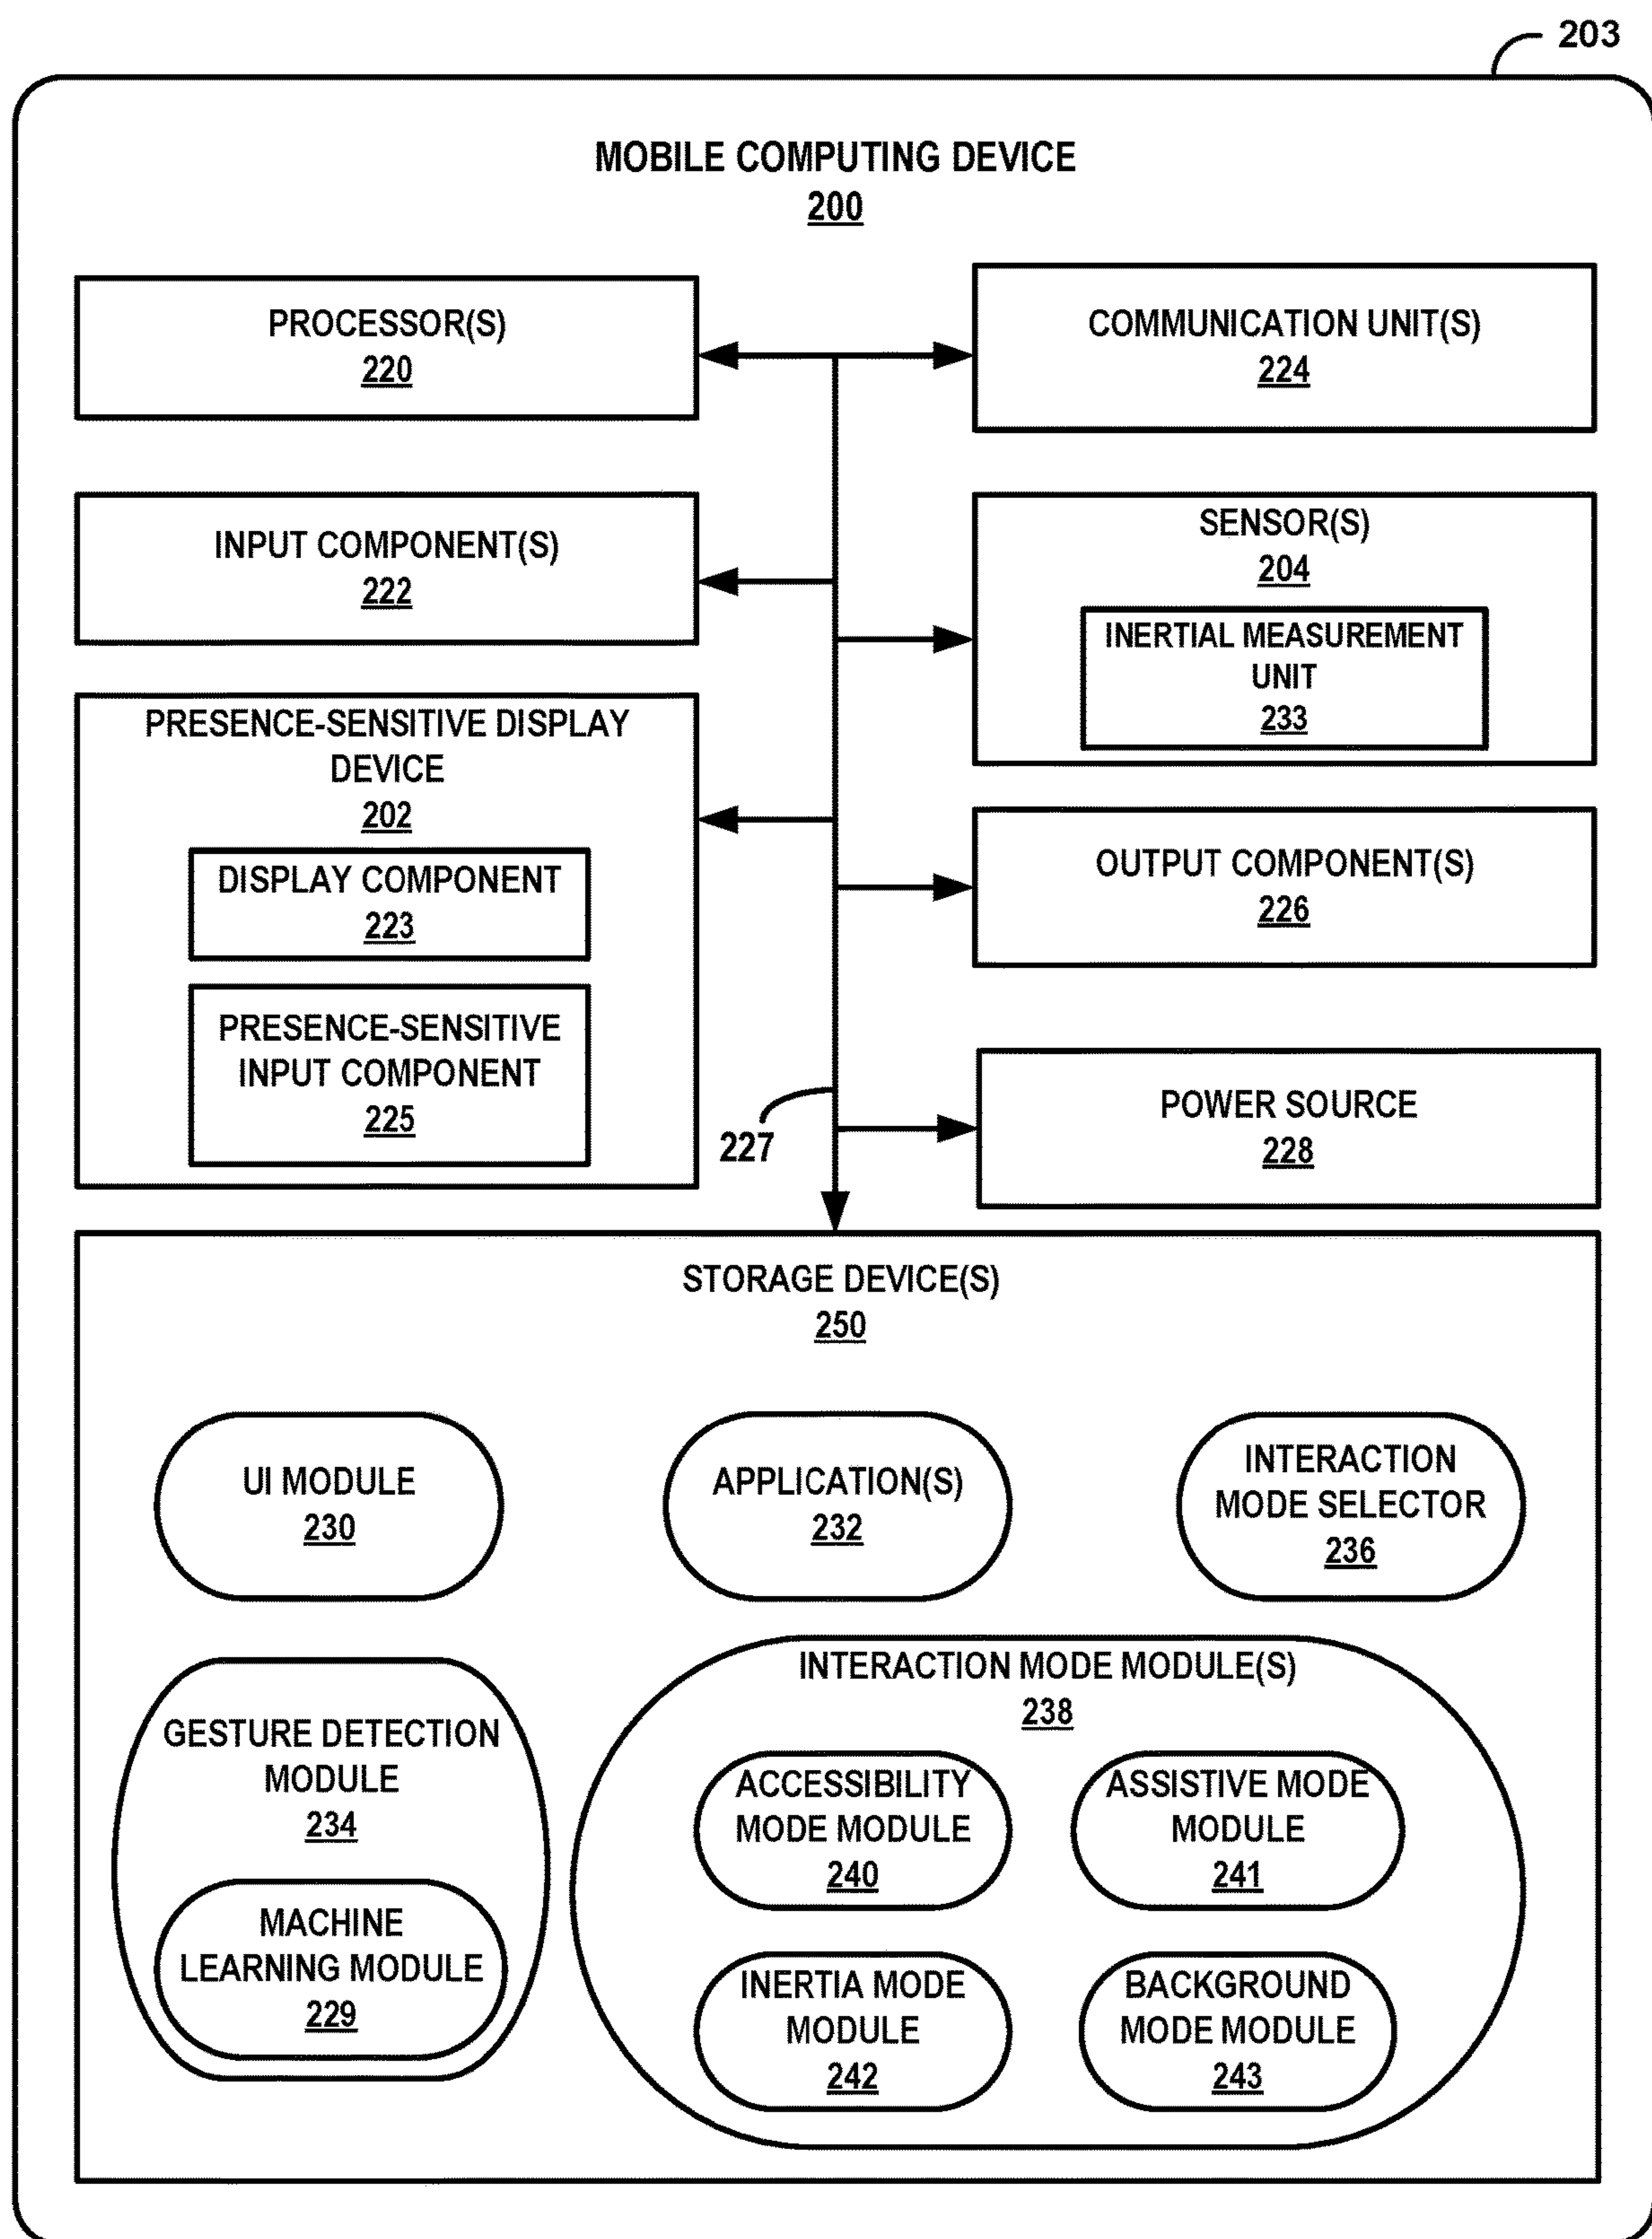 203
MOBILE COMPUTING DEVICE
200
PROCESSOR(S)
220
COMMUNICATION UNIT(S)
224
INPUT COMPONENT(S)
222
SENSOR(S)
204
INERTIAL MEASUREMENT
UNIT
233
PRESENCE-SENSITIVE DISPLAY
DEVICE
202
DISPLAY COMPONENT
223
PRESENCE-SENSITIVE
INPUT COMPONENT
225
OUTPUT COMPONENT(S)
226
227
POWER SOURCE
228
STORAGE DEVICE(S)
250
UI MODULE
230
APPLICATION(S)
232
INTERACTION
MODE SELECTOR
236
GESTURE DETECTION
MODULE
234
MACHINE
LEARNING MODULE
229
INTERACTION MODE MODULE(S)
238
ACCESSIBILITY
MODE MODULE
240
ASSISTIVE MODE
MODULE
241
INERTIA MODE
MODULE
242
BACKGROUND
MODE MODULE
243